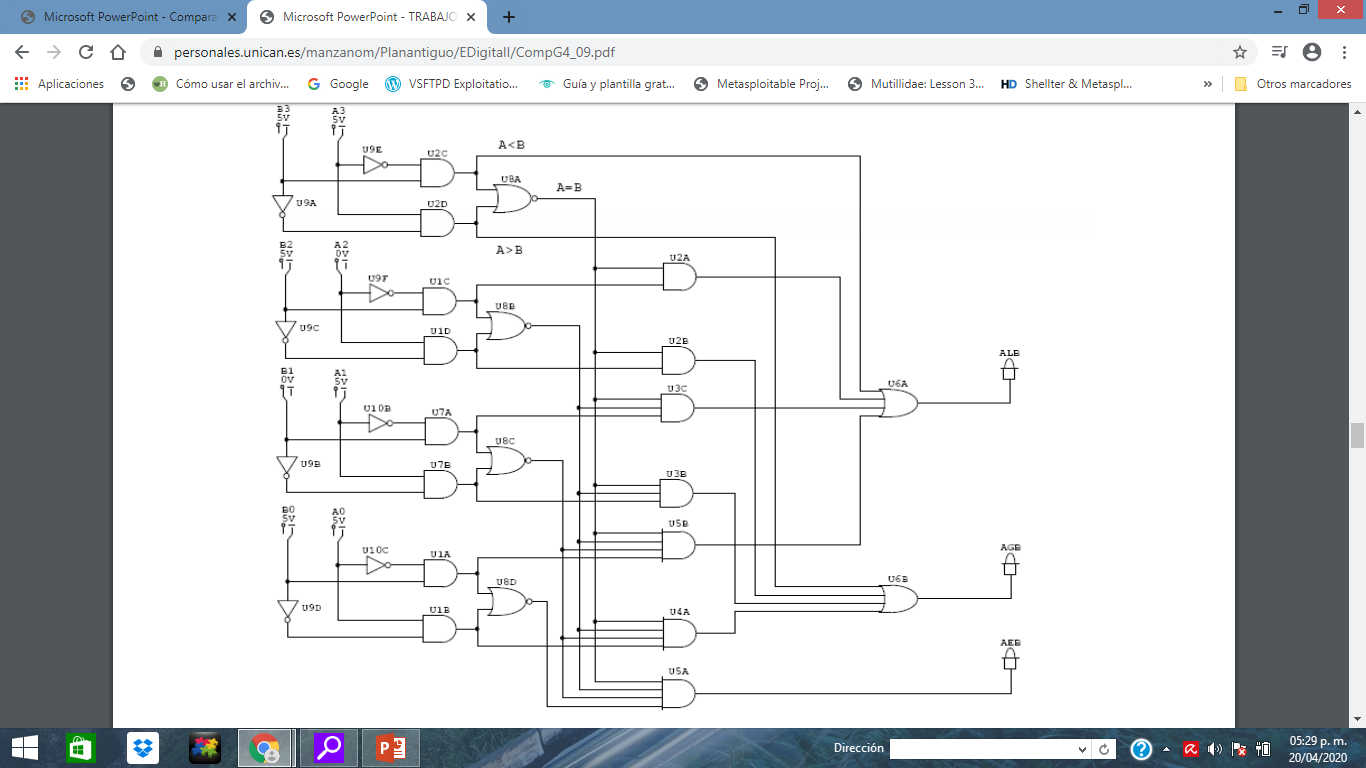 Microsoft PowerPoint - Compara
Microsoft PowerPoint - TRABAJO
personales.unican.es/manzanom/Planantiguo/EDigitalI/CompG4_09.pdf
Aplicaciones
Cómo usar el archiv...
Google
VSFTPD Exploitatio...
Guía y plantilla grat...
Metasploitable Proj...
Mutillidae: Lesson 3...
HD Shellter & Metaspl...
»
Otros marcadores
B3
5V
A3
5V
U9E
U2C
A<B
U8A
A=B
U9A
U2D
A>B
B2
5V
A2
0V
U9F
U1C
U2A
U8B
U9C
U1D
U2B
ALB
B1
0V
A1
5V
U3C
U6A
U10B
U7A
U8C
U9B
U7B
U3B
B0
5V
A0
5V
U5B
U10C
U1A
AGB
U8D
U6B
U9D
U1B
U4A
AEB
U5A
Dirección
05:29 p. m.
20/04/2020